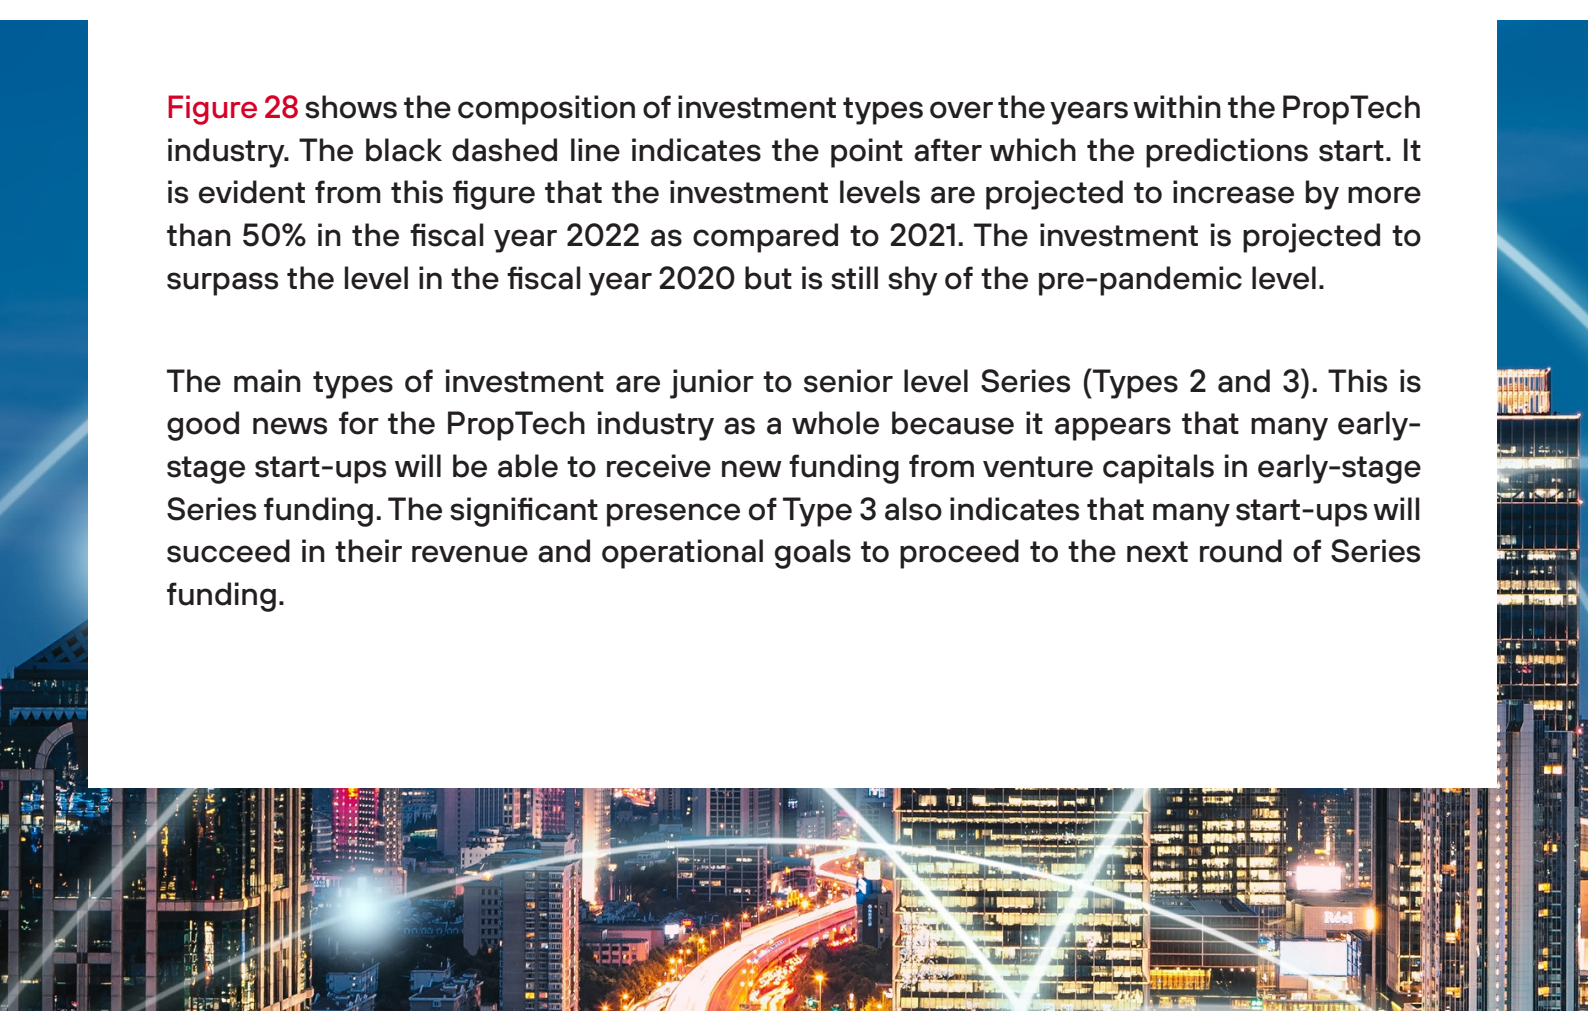 Figure 28 shows the composition of investment types over the years within the PropTech
industry. The black dashed line indicates the point after which the predictions start. It
is evident from this figure that the investment levels are projected to increase by more
than 50% in the fiscal year 2022 as compared to 2021. The investment is projected to
surpass the level in the fiscal year 2020 but is still shy of the pre-pandemic level.
The main types of investment are junior to senior level Series (Types 2 and 3). This is
good news for the PropTech industry as a whole because it appears that many early-
stage start-ups will be able to receive new funding from venture capitals in early-stage
Series funding. The significant presence of Type 3 also indicates that many start-ups will
succeed in their revenue and operational goals to proceed to the next round of Series
funding.
Réel